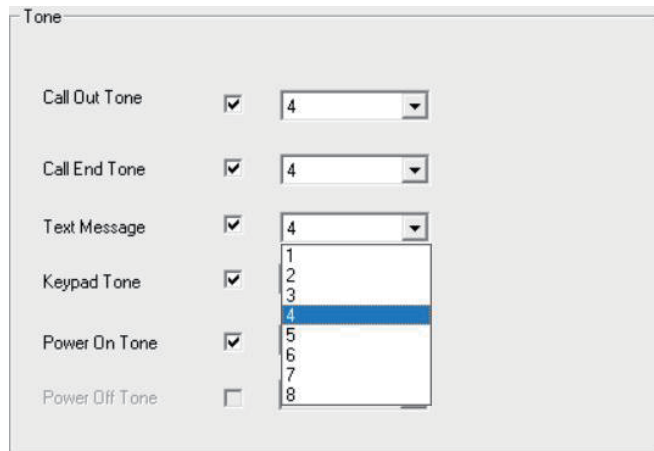 Tone
Call Out Tone 4
Call End Tone 4
Text Message 4
1
Keypad Tone 2
3
4
Power On Tone 5
6
7
Power Off Tone 8